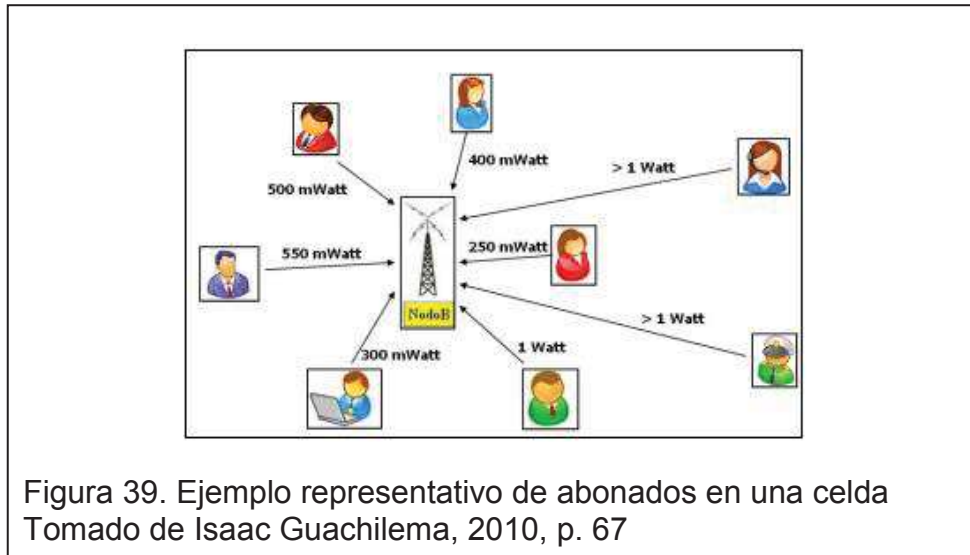 400 mWatt
> 1 Watt
500 mWatt
250 mWatt
550 mWatt
NodoB
> 1 Watt
1 Watt
300 mWatt
Figura 39. Ejemplo representativo de abonados en una celda
Tomado de Isaac Guachilema, 2010, p. 67